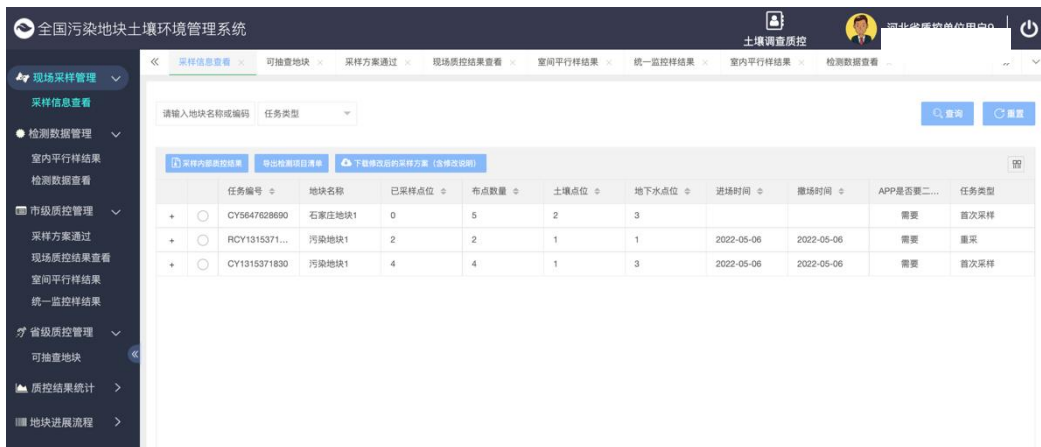 全国污染地块土壤环境管理系统
土壤调查质控
现场采样管理
采样信息查看
检测数据管理
室内平行样结果
检测数据查看
市级质控管理
采样方案通过
现场质控结果查看
室间平行样结果
统一监控样结果
省级质控管理
可抽查地块
质控结果统计
地块进展流程
采样信息查看 × 可抽查地块 × 采样方案通过 × 现场质控结果查看 × 室间平行样结果 × 统一监控样结果 × 室内平行样结果 × 检测数据查看
请输入地块名称或编码 任务类型 查询 重置
采样内部质控结果 导出检测项目清单 下载修改后的采样方案（含修改说明）
任务编号 地块名称 已采样点位 布点数量 土壤点位 地下水点位 进场时间 撤场时间 APP是否要二... 任务类型
+ CY5647628690 石家庄地块1 0 5 2 3 需要 首次采样
+ RCY1315371... 污染地块1 2 2 1 1 2022-05-06 2022-05-06 需要 重采
+ CY1315371830 污染地块1 4 4 1 3 2022-05-06 2022-05-06 需要 首次采样